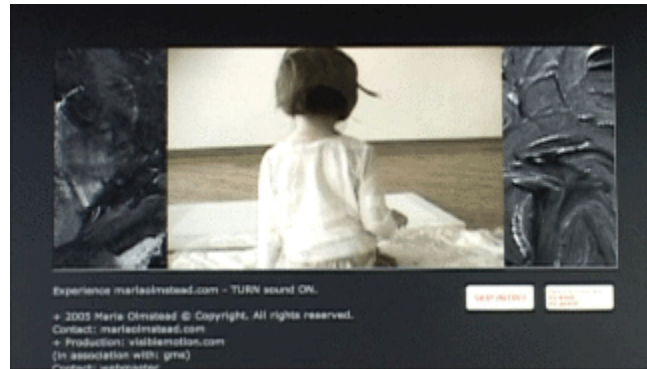 Experience marlaolmstead.com - TURN sound ON.
SKIP INTRO
+ 2005 Marla Olmstead © Copyright. All rights reserved.
Contact: marlaolmstead.com
+ Production: visiblemotion.com
(in association with: gms)
Contact: webmaster